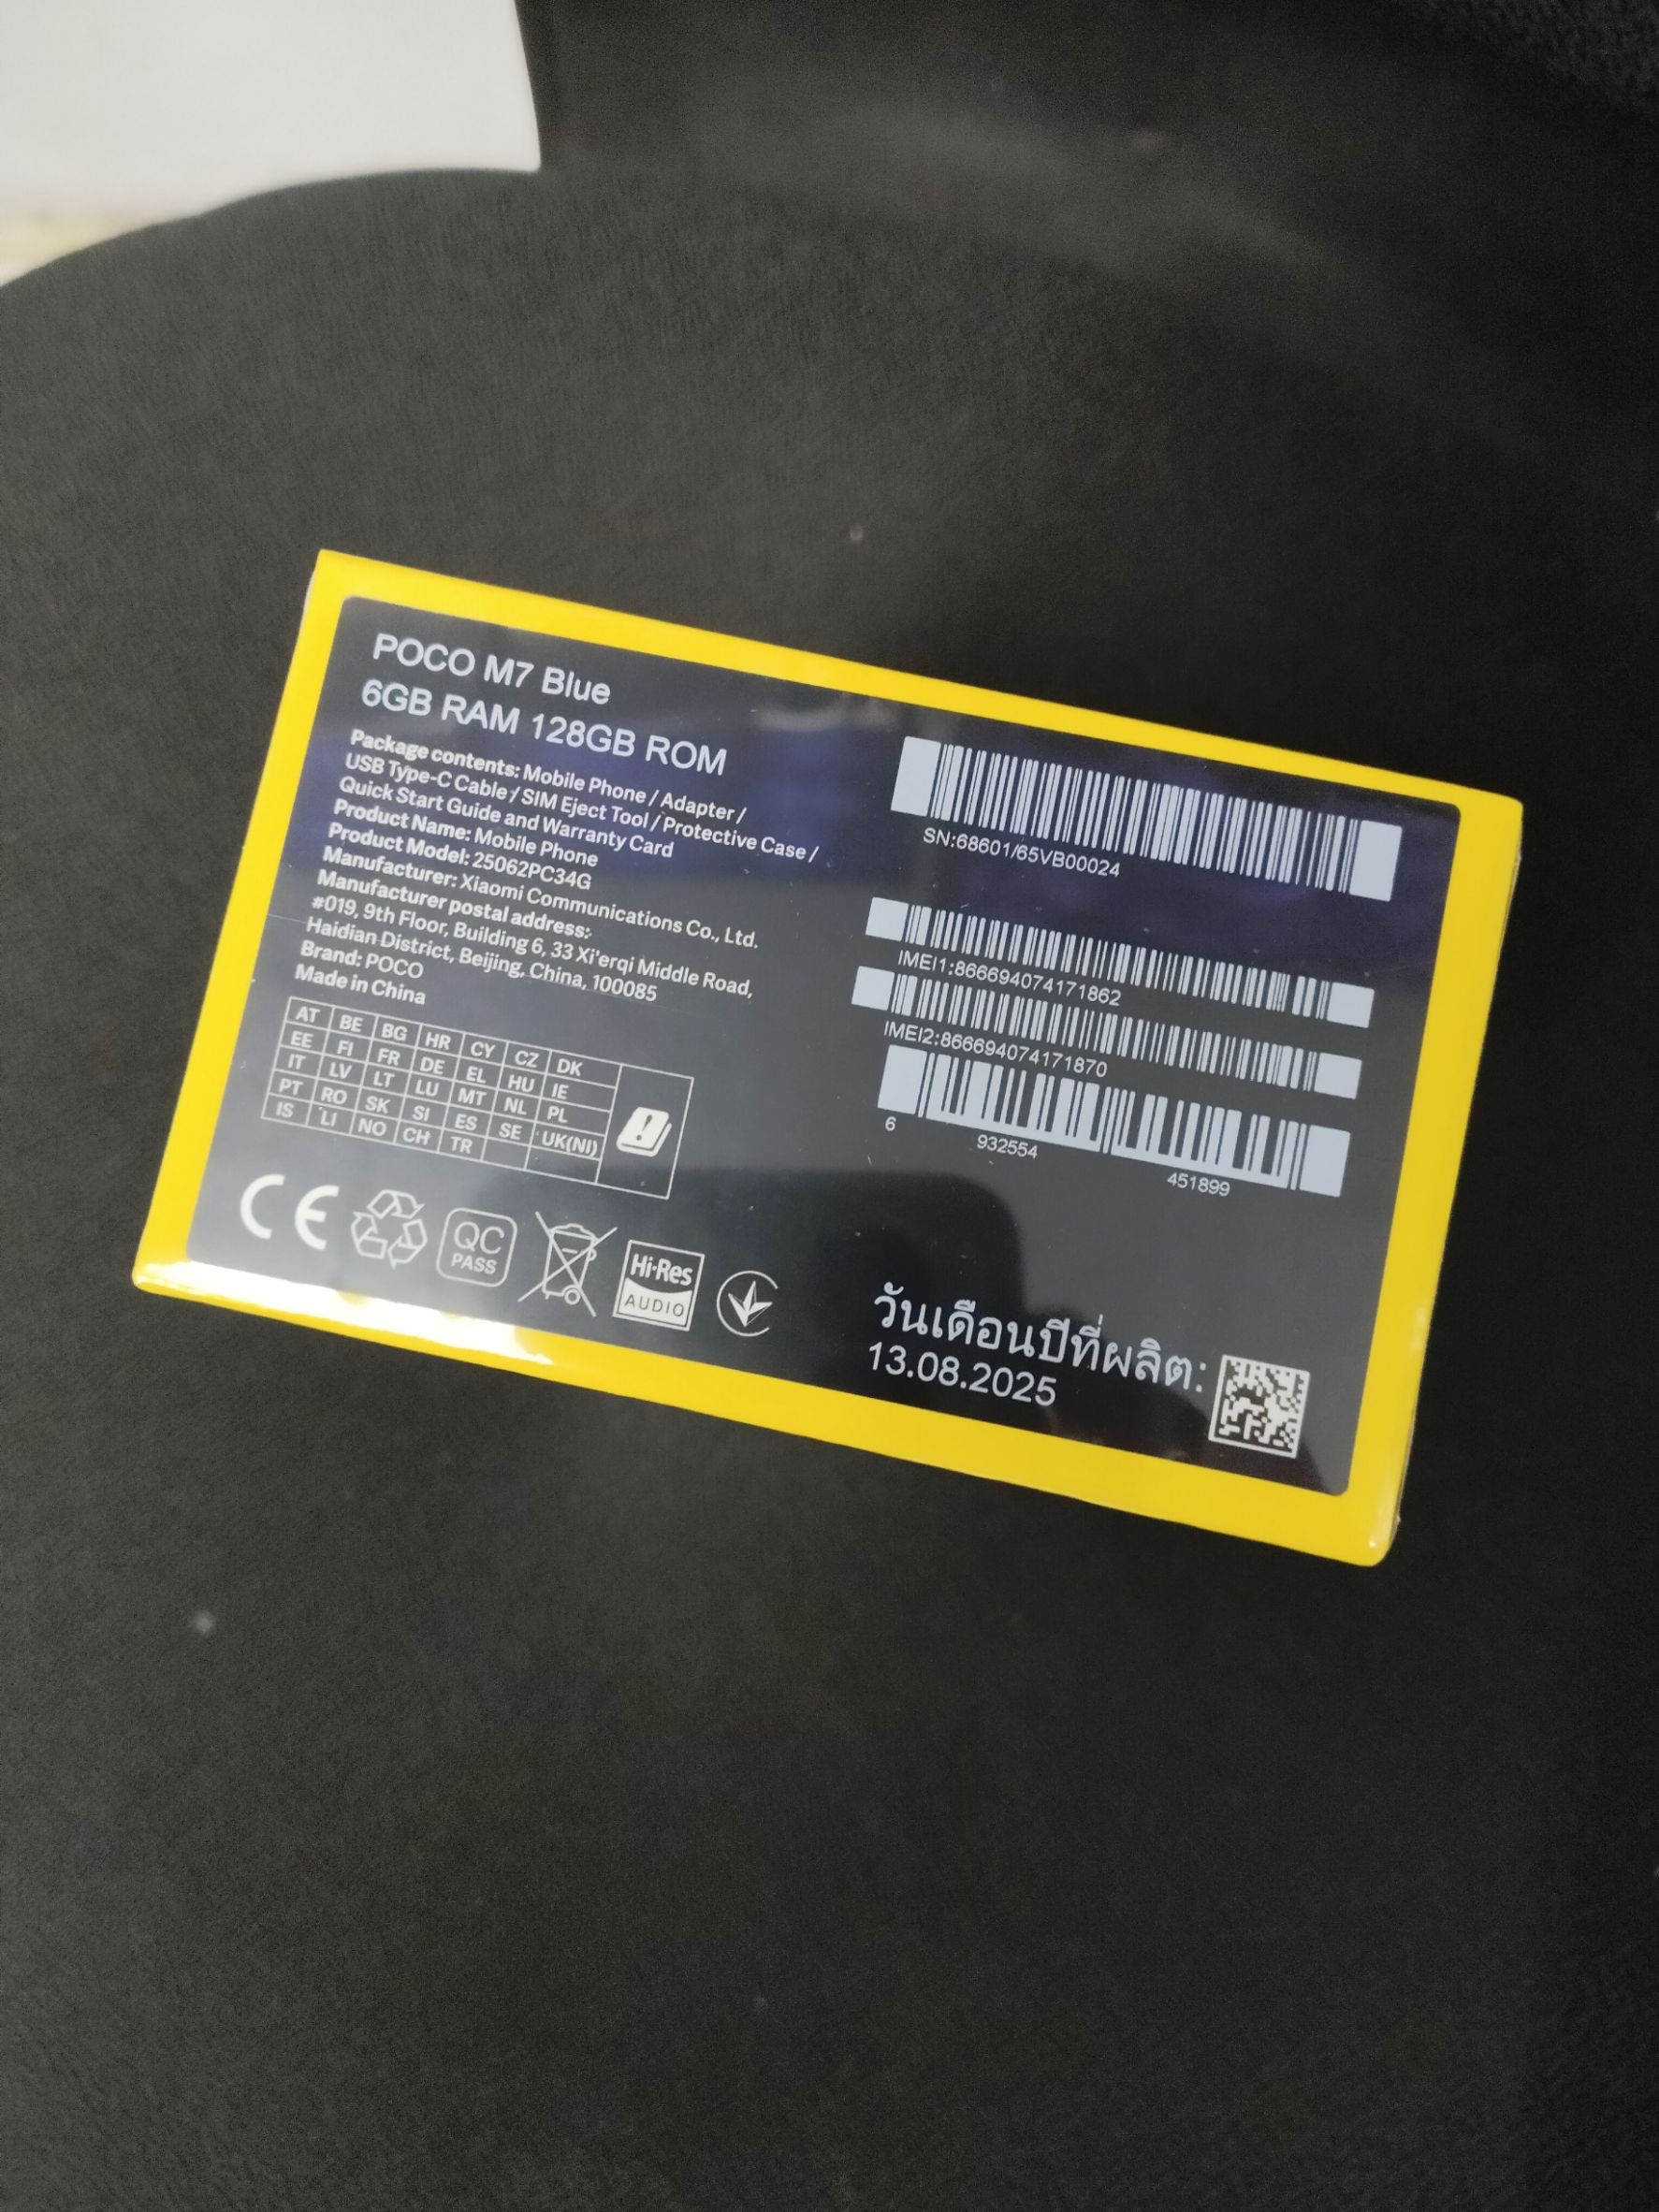 POCO M7 Blue
6GB RAM 128GB ROM
Package contents: Mobile Phone / Adapter /
USB Type-C Cable / SIM Eject Tool / Protective Case /
Quick Start Guide and Warranty Card
Product Name: Mobile Phone
Product Model: 25062PC34G
Manufacturer: Xiaomi Communications Co., Ltd.
Manufacturer postal address:
#019, 9th Floor, Building 6, 33 Xi'erqi Middle Road,
Haidian District, Beijing, China, 100085
Brand: POCO
Made in China
AT BE BG HR CY CZ DK
EE FI FR DE EL HU IE
IT LV LT LU MT NL PL
PT RO SK SI ES SE UK(NI)
IS LI NO CH TR
CE
QC
PASS
Hi-Res
AUDIO
SN:68601/65VB00024
IMEI1:866694074171862
IMEI2:866694074171870
6 932554 451899
วันเดือนปีที่ผลิต:
13.08.2025